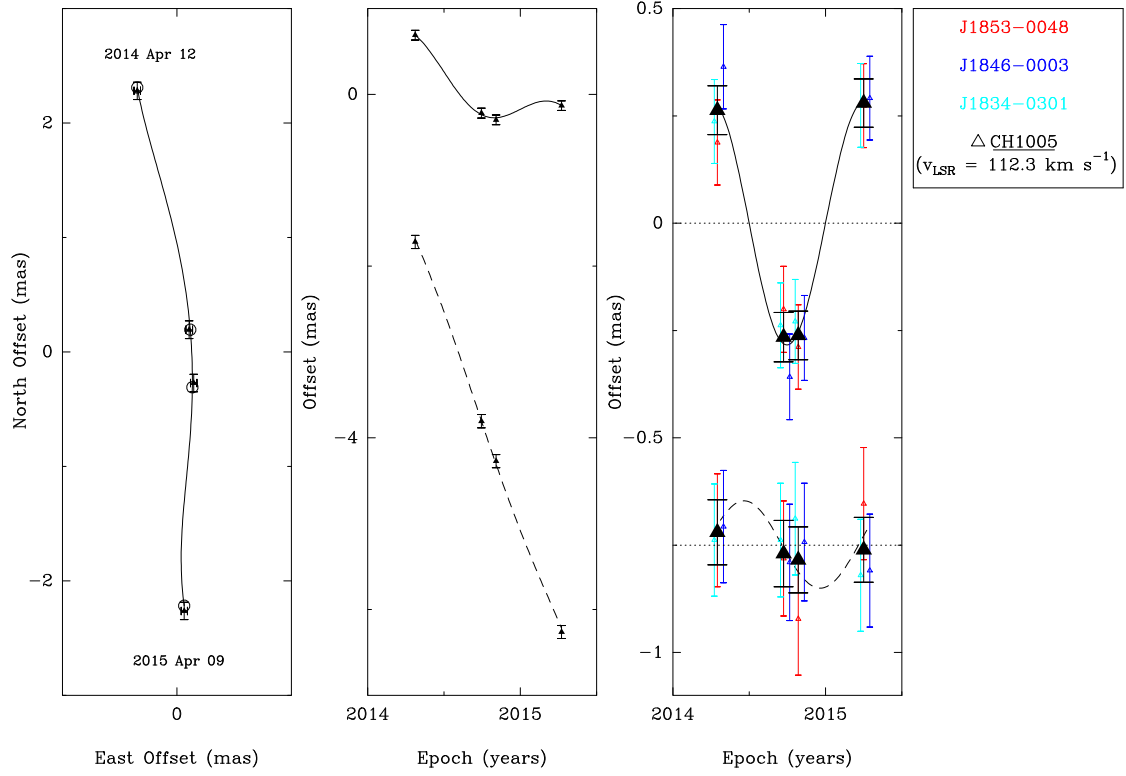 2014 Apr 12
2015 Apr 09
North Offset (mas)
2
0
−2
0
East Offset (mas)
Offset (mas)
0
−4
2014 2015
Epoch (years)
Offset (mas)
0.5
0
−0.5
−1
2014 2015
Epoch (years)
J1853−0048
J1846−0003
J1834−0301
△ CH1005
(vLSR = 112.3 km s−1)